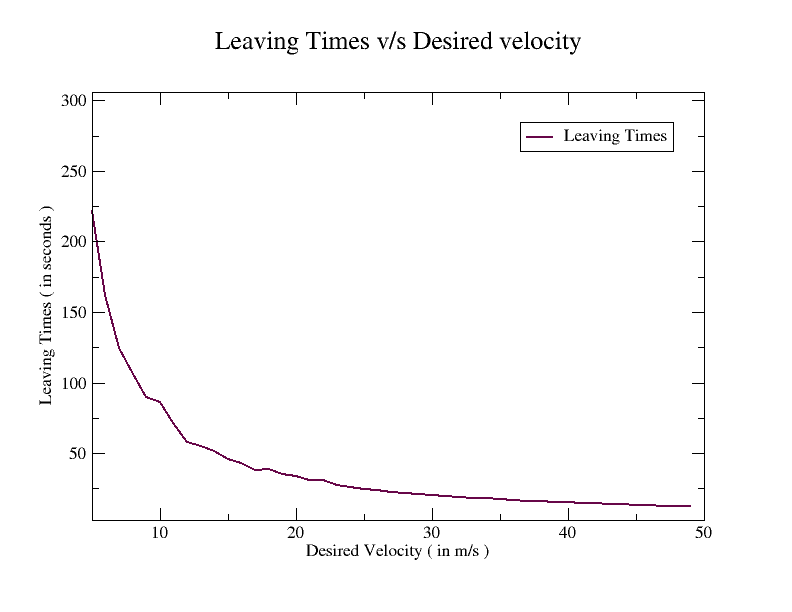 Leaving Times v/s Desired velocity
300
Leaving Times
250
200
150
100
50
Leaving Times ( in seconds )
10 20 30 40 50
Desired Velocity ( in m/s )